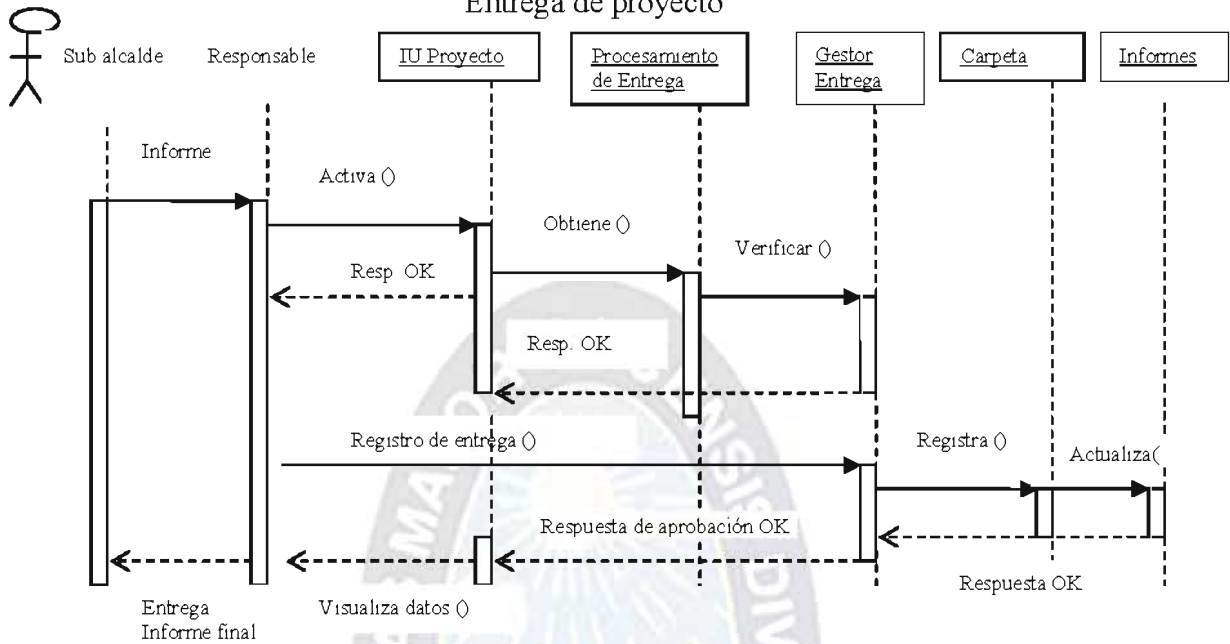 Entrega de proyecto
Sub alcalde
Responsable
IU Proyecto
Procesamiento
de Entrega
Gestor
Entrega
Carpeta
Informes
Informe
Activa ()
Obtiene ()
Verificar ()
Resp. OK
Resp. OK
Registro de entrega ()
Registra ()
Actualiza(
Respuesta de aprobación OK
Respuesta OK
Entrega
Informe final
Visualiza datos ()